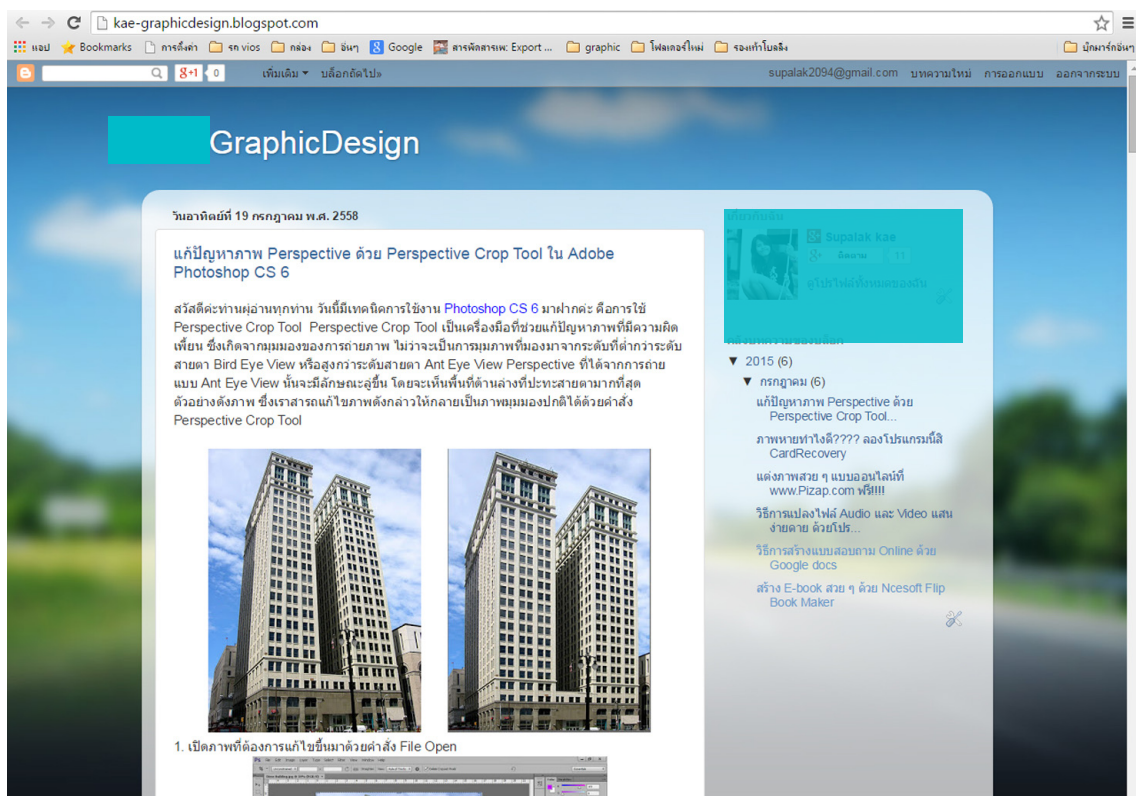 kae-graphicdesign.blogspot.com
แอป Bookmarks การตั้งค่า รถ vios กล่อง อื่นๆ Google สารพัดสารเพ: Export ... graphic โฟลเดอร์ใหม่ รองเท้าโบลลิ่ง บุ๊กมาร์กอื่นๆ
g+1 0 เพิ่มเติม บล็อกถัดไป» supalak2094@gmail.com บทความใหม่ การออกแบบ ออกจากระบบ
GraphicDesign
วันอาทิตย์ที่ 19 กรกฎาคม พ.ศ. 2558
แก้ปัญหาภาพ Perspective ด้วย Perspective Crop Tool ใน Adobe
Photoshop CS 6
สวัสดีค่ะท่านผู้อ่านทุกท่าน วันนี้มีเทคนิคการใช้งาน Photoshop CS 6 มาฝากค่ะ คือการใช้
Perspective Crop Tool Perspective Crop Tool เป็นเครื่องมือที่ช่วยแก้ปัญหาภาพที่มีความผิด
เพี้ยน ซึ่งเกิดจากมุมมองของการถ่ายภาพ ไม่ว่าจะเป็นการมุมภาพที่มองมาจากระดับที่ต่ำกว่าระดับ
สายตา Bird Eye View หรือสูงกว่าระดับสายตา Ant Eye View Perspective ที่ได้จากการถ่าย
แบบ Ant Eye View นั้นจะมีลักษณะลู่ขึ้น โดยจะเห็นพื้นที่ด้านล่างที่ปะทะสายตามากที่สุด
ตัวอย่างดังภาพ ซึ่งเราสารถแก้ไขภาพดังกล่าวให้กลายเป็นภาพมุมมองปกติได้ด้วยคำสั่ง
Perspective Crop Tool
1. เปิดภาพที่ต้องการแก้ไขขึ้นมาด้วยคำสั่ง File Open
เกี่ยวกับฉัน
Supalak kae
ติดตาม 11
ดูโปรไฟล์ทั้งหมดของฉัน
คลังบทความของบล็อก
▼ 2015 (6)
▼ กรกฎาคม (6)
แก้ปัญหาภาพ Perspective ด้วย
Perspective Crop Tool...
ภาพหายทำไงดี???? ลองโปรแกรมนี้สิ
CardRecovery
แต่งภาพสวย ๆ แบบออนไลน์ที่
www.Pizap.com ฟรี!!!!
วิธีการแปลงไฟล์ Audio และ Video แสน
ง่ายดาย ด้วยโปร...
วิธีการสร้างแบบสอบถาม Online ด้วย
Google docs
สร้าง E-book สวย ๆ ด้วย Ncesoft Flip
Book Maker